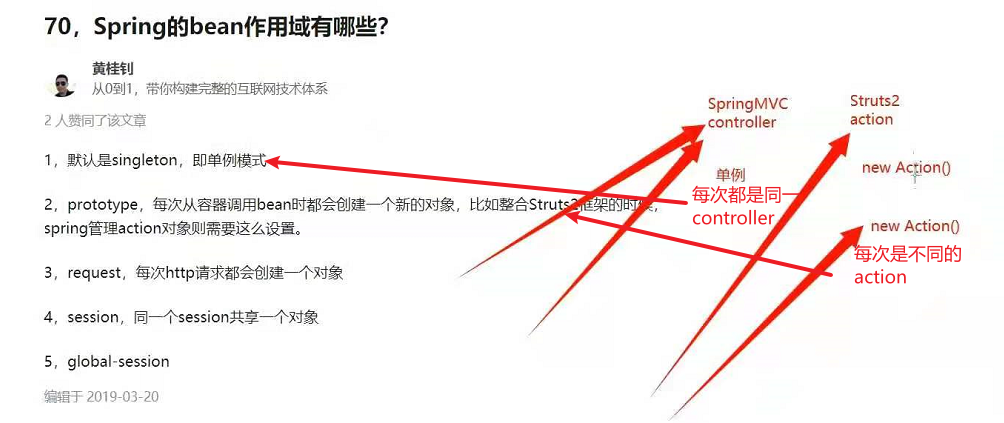 70，Spring的bean作用域有哪些？
黄桂钊
从0到1，带你构建完整的互联网技术体系
2 人赞同了该文章
1，默认是singleton，即单例模式
2，prototype，每次从容器调用bean时都会创建一个新的对象，比如整合Struts2框架的时候，
spring管理action对象则需要这么设置。
3，request，每次http请求都会创建一个对象
4，session，同一个session共享一个对象
5，global-session
编辑于 2019-03-20
SpringMVC
controller
单例
每次都是同一
controller
Struts2
action
new Action()
new Action()
每次是不同的
action